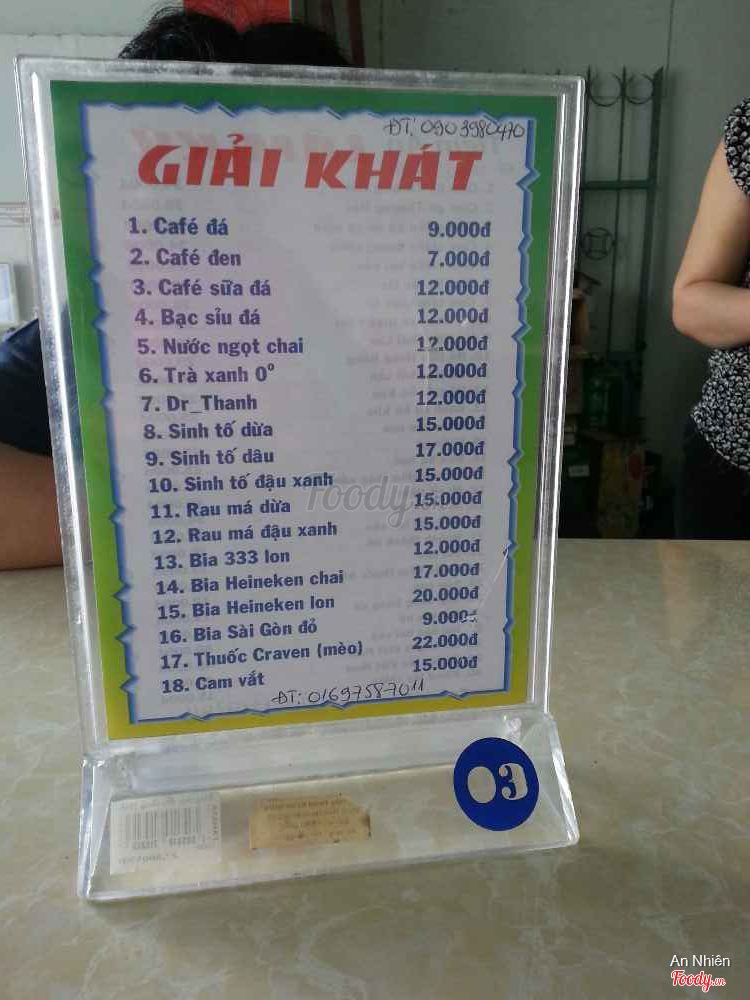 ĐT: 0903980470
GIẢI KHÁT
1. Café đá 9.000đ
2. Café đen 7.000đ
3. Café sữa đá 12.000đ
4. Bạc sỉu đá 12.000đ
5. Nước ngọt chai 12.000đ
6. Trà xanh 0° 12.000đ
7. Dr_Thanh 12.000đ
8. Sinh tố dừa 15.000đ
9. Sinh tố dâu 17.000đ
10. Sinh tố đậu xanh 15.000đ
11. Rau má dừa 15.000đ
12. Rau má đậu xanh 15.000đ
13. Bia 333 lon 12.000đ
14. Bia Heineken chai 17.000đ
15. Bia Heineken lon 20.000đ
16. Bia Sài Gòn đỏ 9.000đ
17. Thuốc Craven (mèo) 22.000đ
18. Cam vắt 15.000đ
ĐT: 01697587011
03
Foody.vn
An Nhiên
Foody.vn